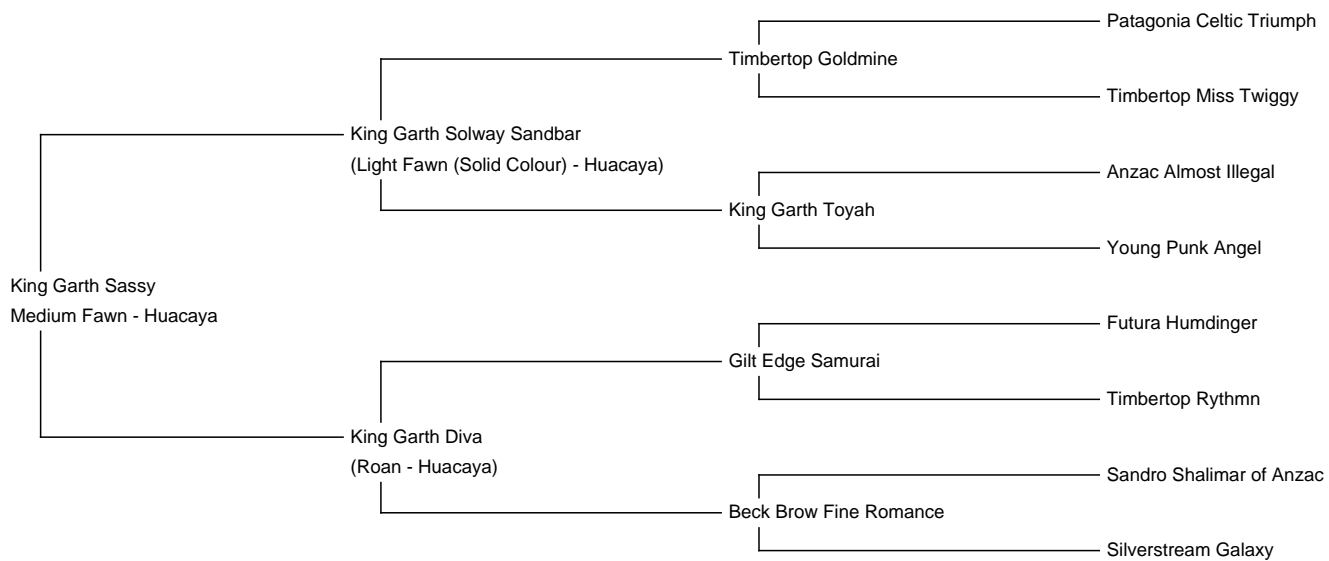 Patagonia Celtic Triumph
Timbertop Goldmine
Timbertop Miss Twiggy
King Garth Solway Sandbar
(Light Fawn (Solid Colour) - Huacaya)
Anzac Almost Illegal
King Garth Toyah
Young Punk Angel
King Garth Sassy
Medium Fawn - Huacaya
Futura Humdinger
Gilt Edge Samurai
Timbertop Rythmn
King Garth Diva
(Roan - Huacaya)
Sandro Shalimar of Anzac
Beck Brow Fine Romance
Silverstream Galaxy